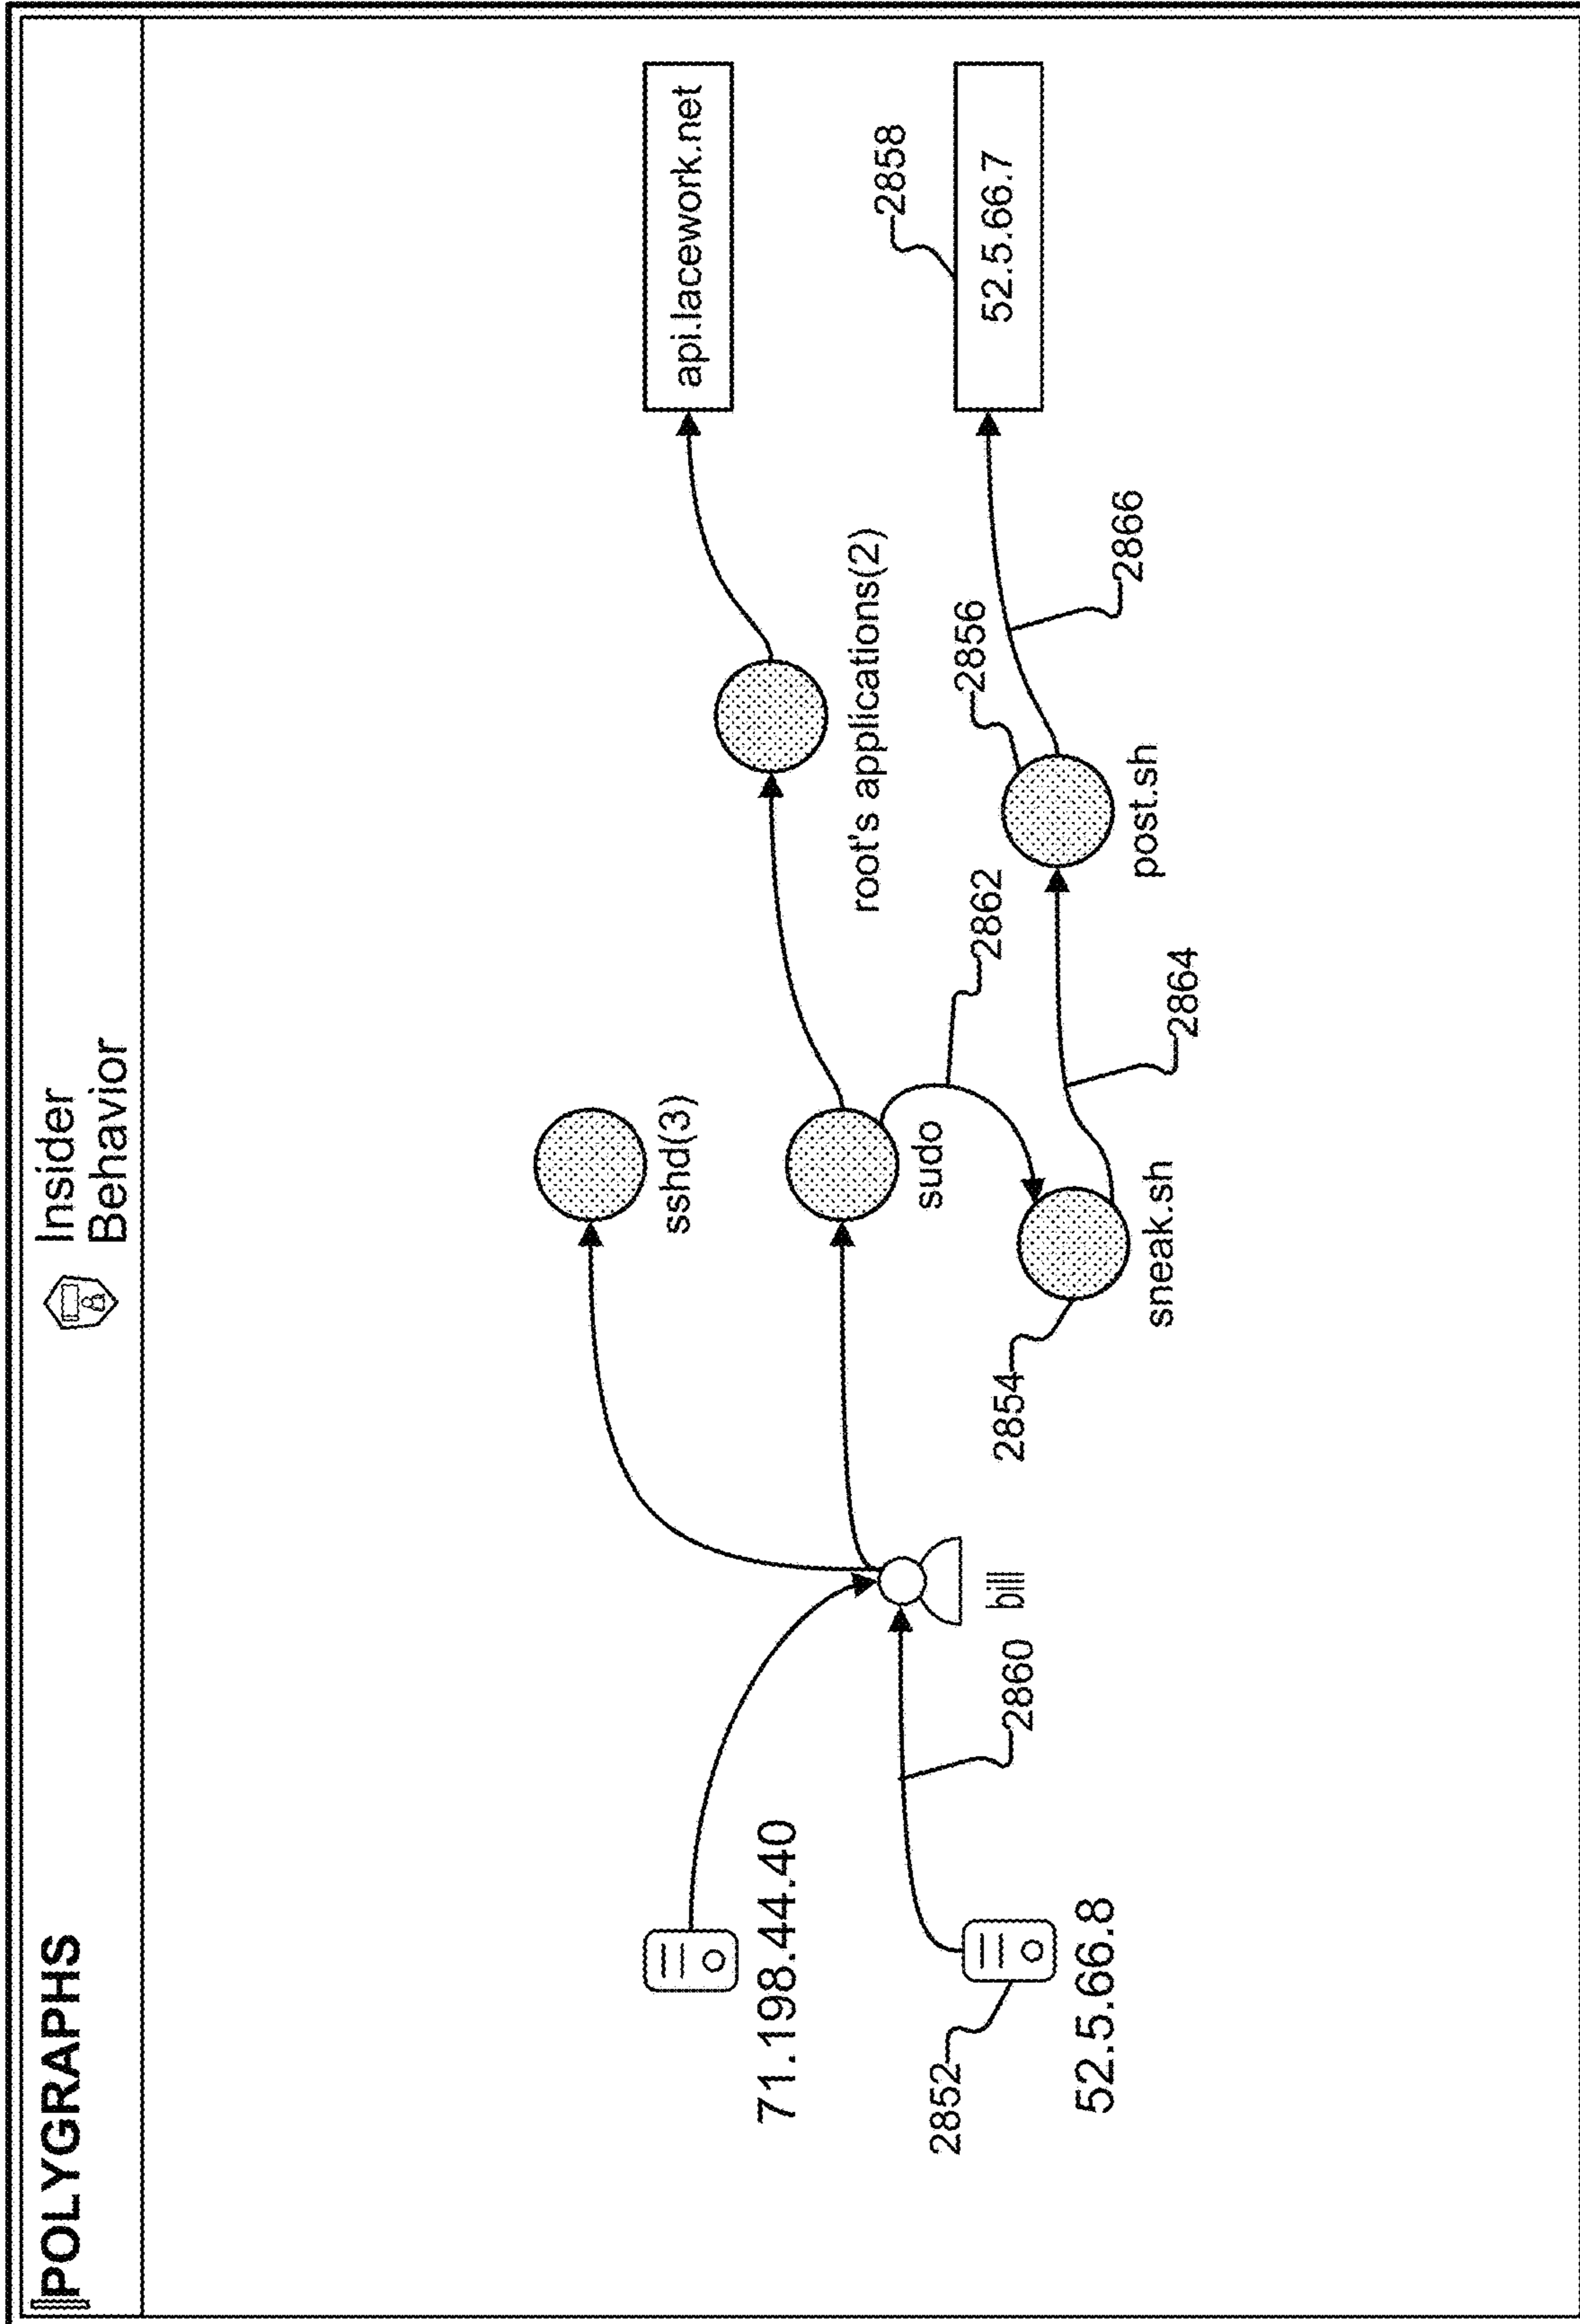 POLYGRAPHS
Insider
Behavior
71.198.44.40
2852
52.5.66.8
2860
bill
sshd(3)
sudo
2854
sneak.sh
2862
2864
root's applications(2)
2856
post.sh
2866
api.lacework.net
2858
52.5.66.7